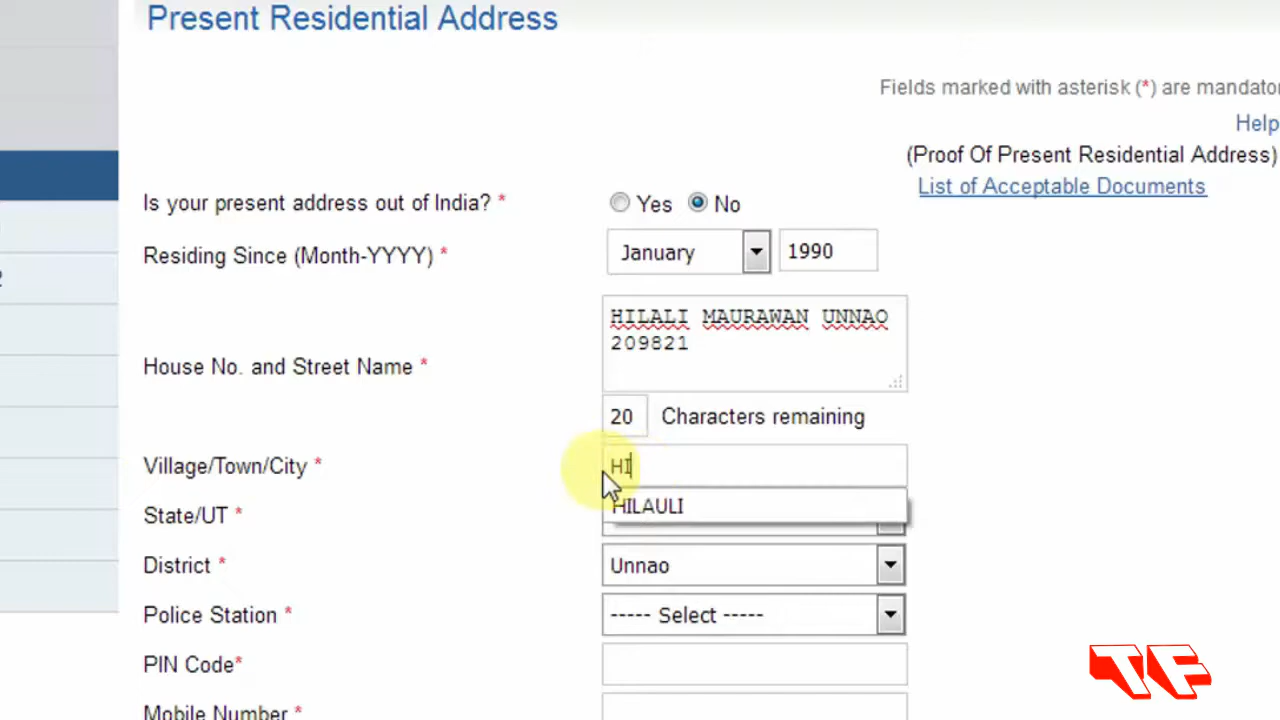 Present Residential Address
Fields marked with asterisk (*) are mandator
Help
(Proof Of Present Residential Address)
List of Acceptable Documents
Is your present address out of India? * Yes No
Residing Since (Month-YYYY) * January 1990
HILALI MAURAWAN UNNAO
209821
House No. and Street Name *
20 Characters remaining
Village/Town/City * HI
HILAULI
State/UT *
District * Unnao
Police Station * ----- Select -----
PIN Code*
Mobile Number *
TF